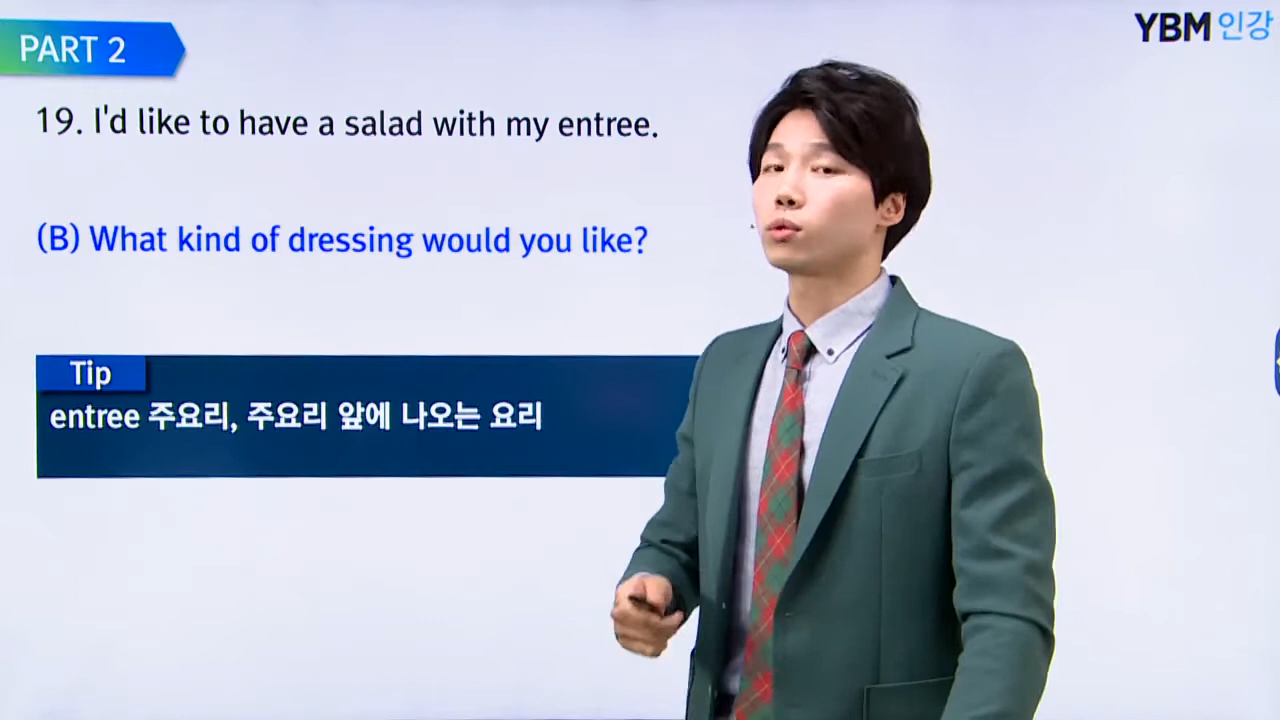 PART 2
YBM 인강
19. I'd like to have a salad with my entree.
(B) What kind of dressing would you like?
Tip
entree 주요리, 주요리 앞에 나오는 요리